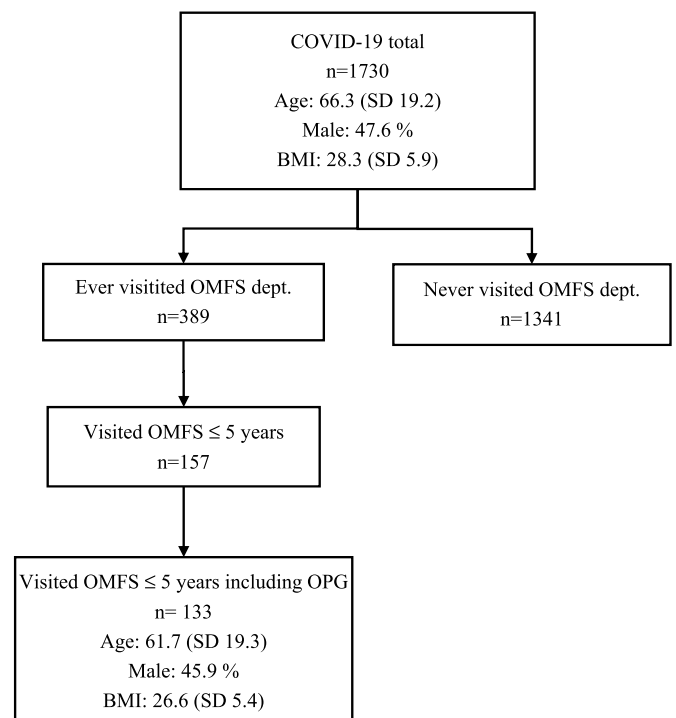 COVID-19 total
n=1730
Age: 66.3 (SD 19.2)
Male: 47.6 %
BMI: 28.3 (SD 5.9)
Ever visitited OMFS dept.
n=389
Never visited OMFS dept.
n=1341
Visited OMFS ≤ 5 years
n=157
Visited OMFS ≤ 5 years including OPG
n= 133
Age: 61.7 (SD 19.3)
Male: 45.9 %
BMI: 26.6 (SD 5.4)